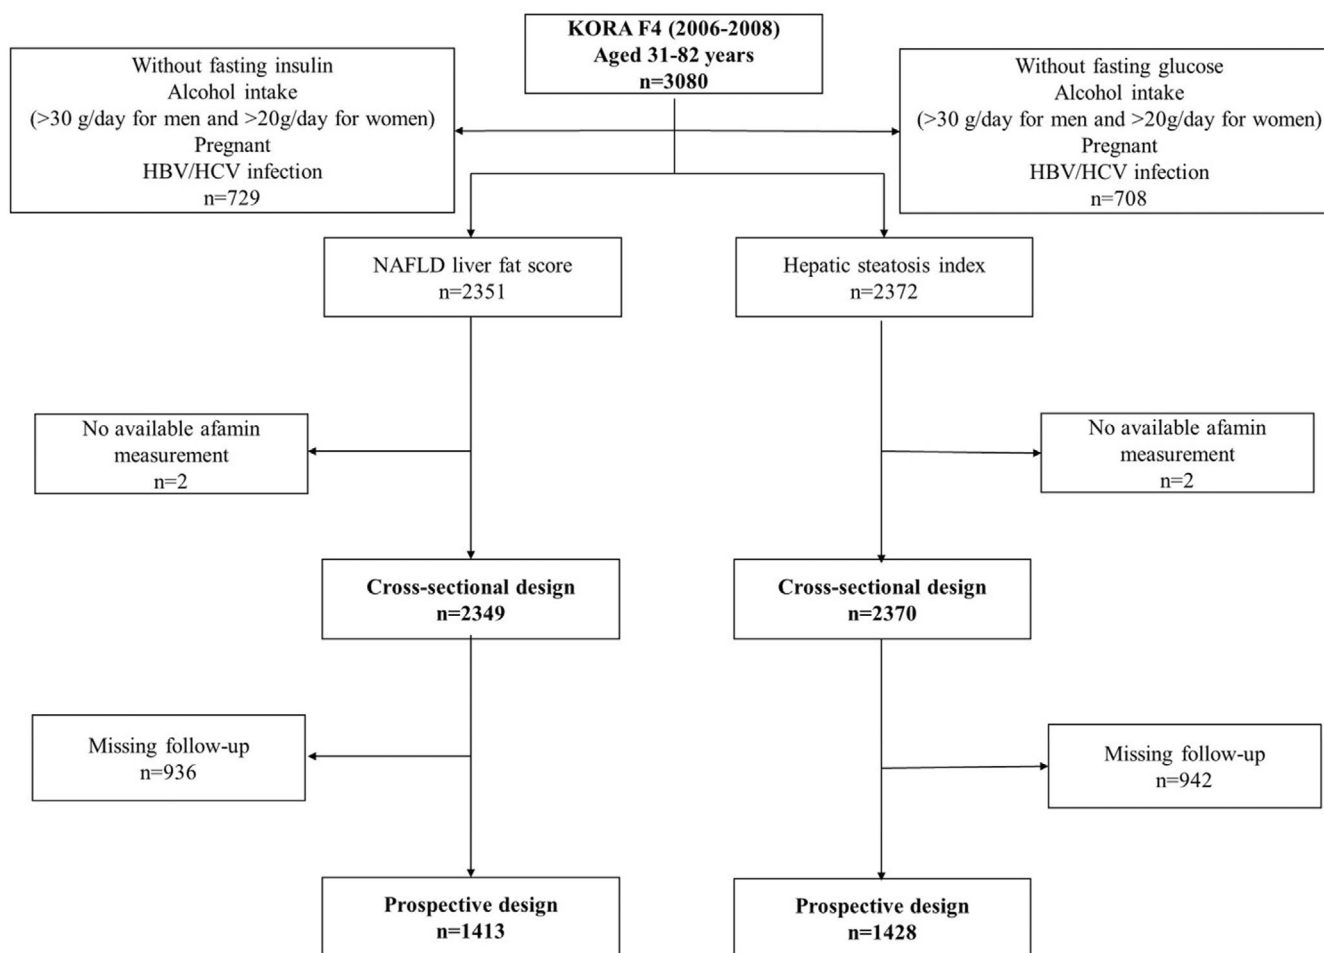 KORA F4 (2006-2008)
Aged 31-82 years
n=3080
Without fasting insulin
Alcohol intake
(>30 g/day for men and >20g/day for women)
Pregnant
HBV/HCV infection
n=729
Without fasting glucose
Alcohol intake
(>30 g/day for men and >20g/day for women)
Pregnant
HBV/HCV infection
n=708
NAFLD liver fat score
n=2351
Hepatic steatosis index
n=2372
No available afamin
measurement
n=2
No available afamin
measurement
n=2
Cross-sectional design
n=2349
Cross-sectional design
n=2370
Missing follow-up
n=936
Missing follow-up
n=942
Prospective design
n=1413
Prospective design
n=1428